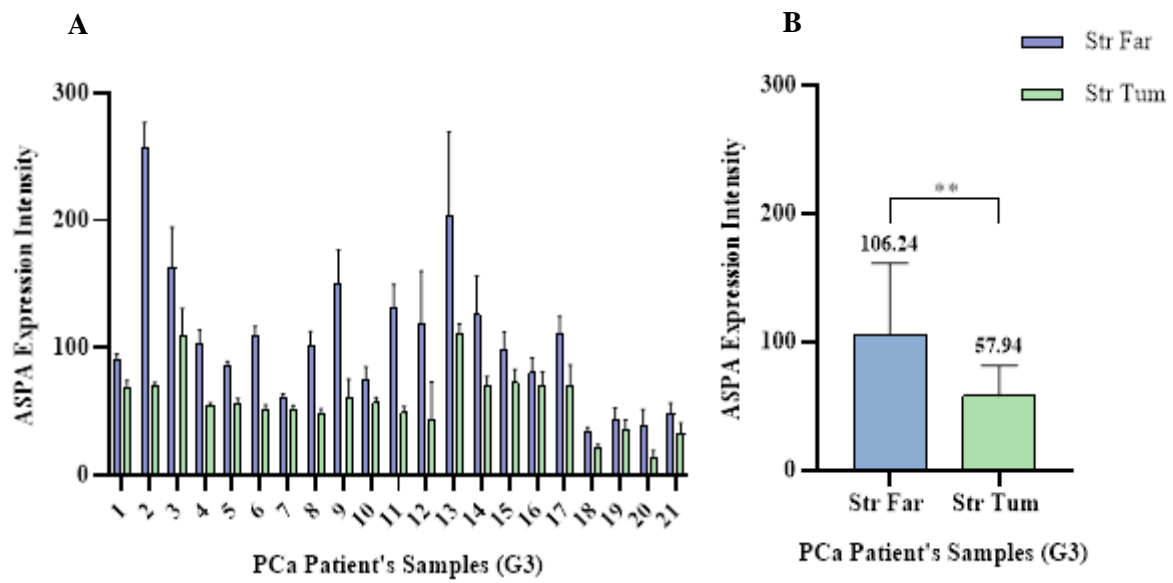 A
B
Str Far
Str Tum
300
200
100
0
ASPA Expression Intensity
1 2 3 4 5 6 7 8 9 10 11 12 13 14 15 16 17 18 19 20 21
PCa Patient's Samples (G3)
300
200
100
0
ASPA Expression Intensity
**
106.24
57.94
Str Far Str Tum
PCa Patient's Samples (G3)